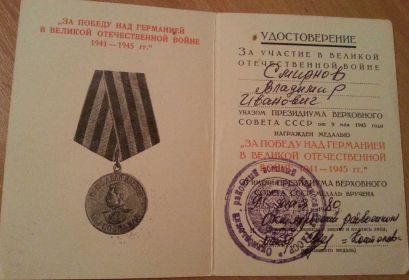 „ЗА ПОБЕДУ НАД ГЕРМАНИЕЙ
В ВЕЛИКОЙ ОТЕЧЕСТВЕННОЙ ВОЙНЕ
1941—1945 гг.“
УДОСТОВЕРЕНИЕ
ЗА УЧАСТИЕ В ВЕЛИКОЙ
ОТЕЧЕСТВЕННОЙ ВОЙНЕ
Смирнов
Владимир
Иванович
УКАЗОМ ПРЕЗИДИУМА ВЕРХОВНОГО
СОВЕТА СССР от 9 мая 1945 года
НАГРАЖДЕН МЕДАЛЬЮ
„ЗА ПОБЕДУ НАД ГЕРМАНИЕЙ
В ВЕЛИКОЙ ОТЕЧЕСТВЕННОЙ
ВОЙНЕ 1941—1945 гг.“
ПРЕЗИДИУМА ВЕРХОВНОГО
СОВЕТА СССР МЕДАЛЬ ВРУЧЕНА